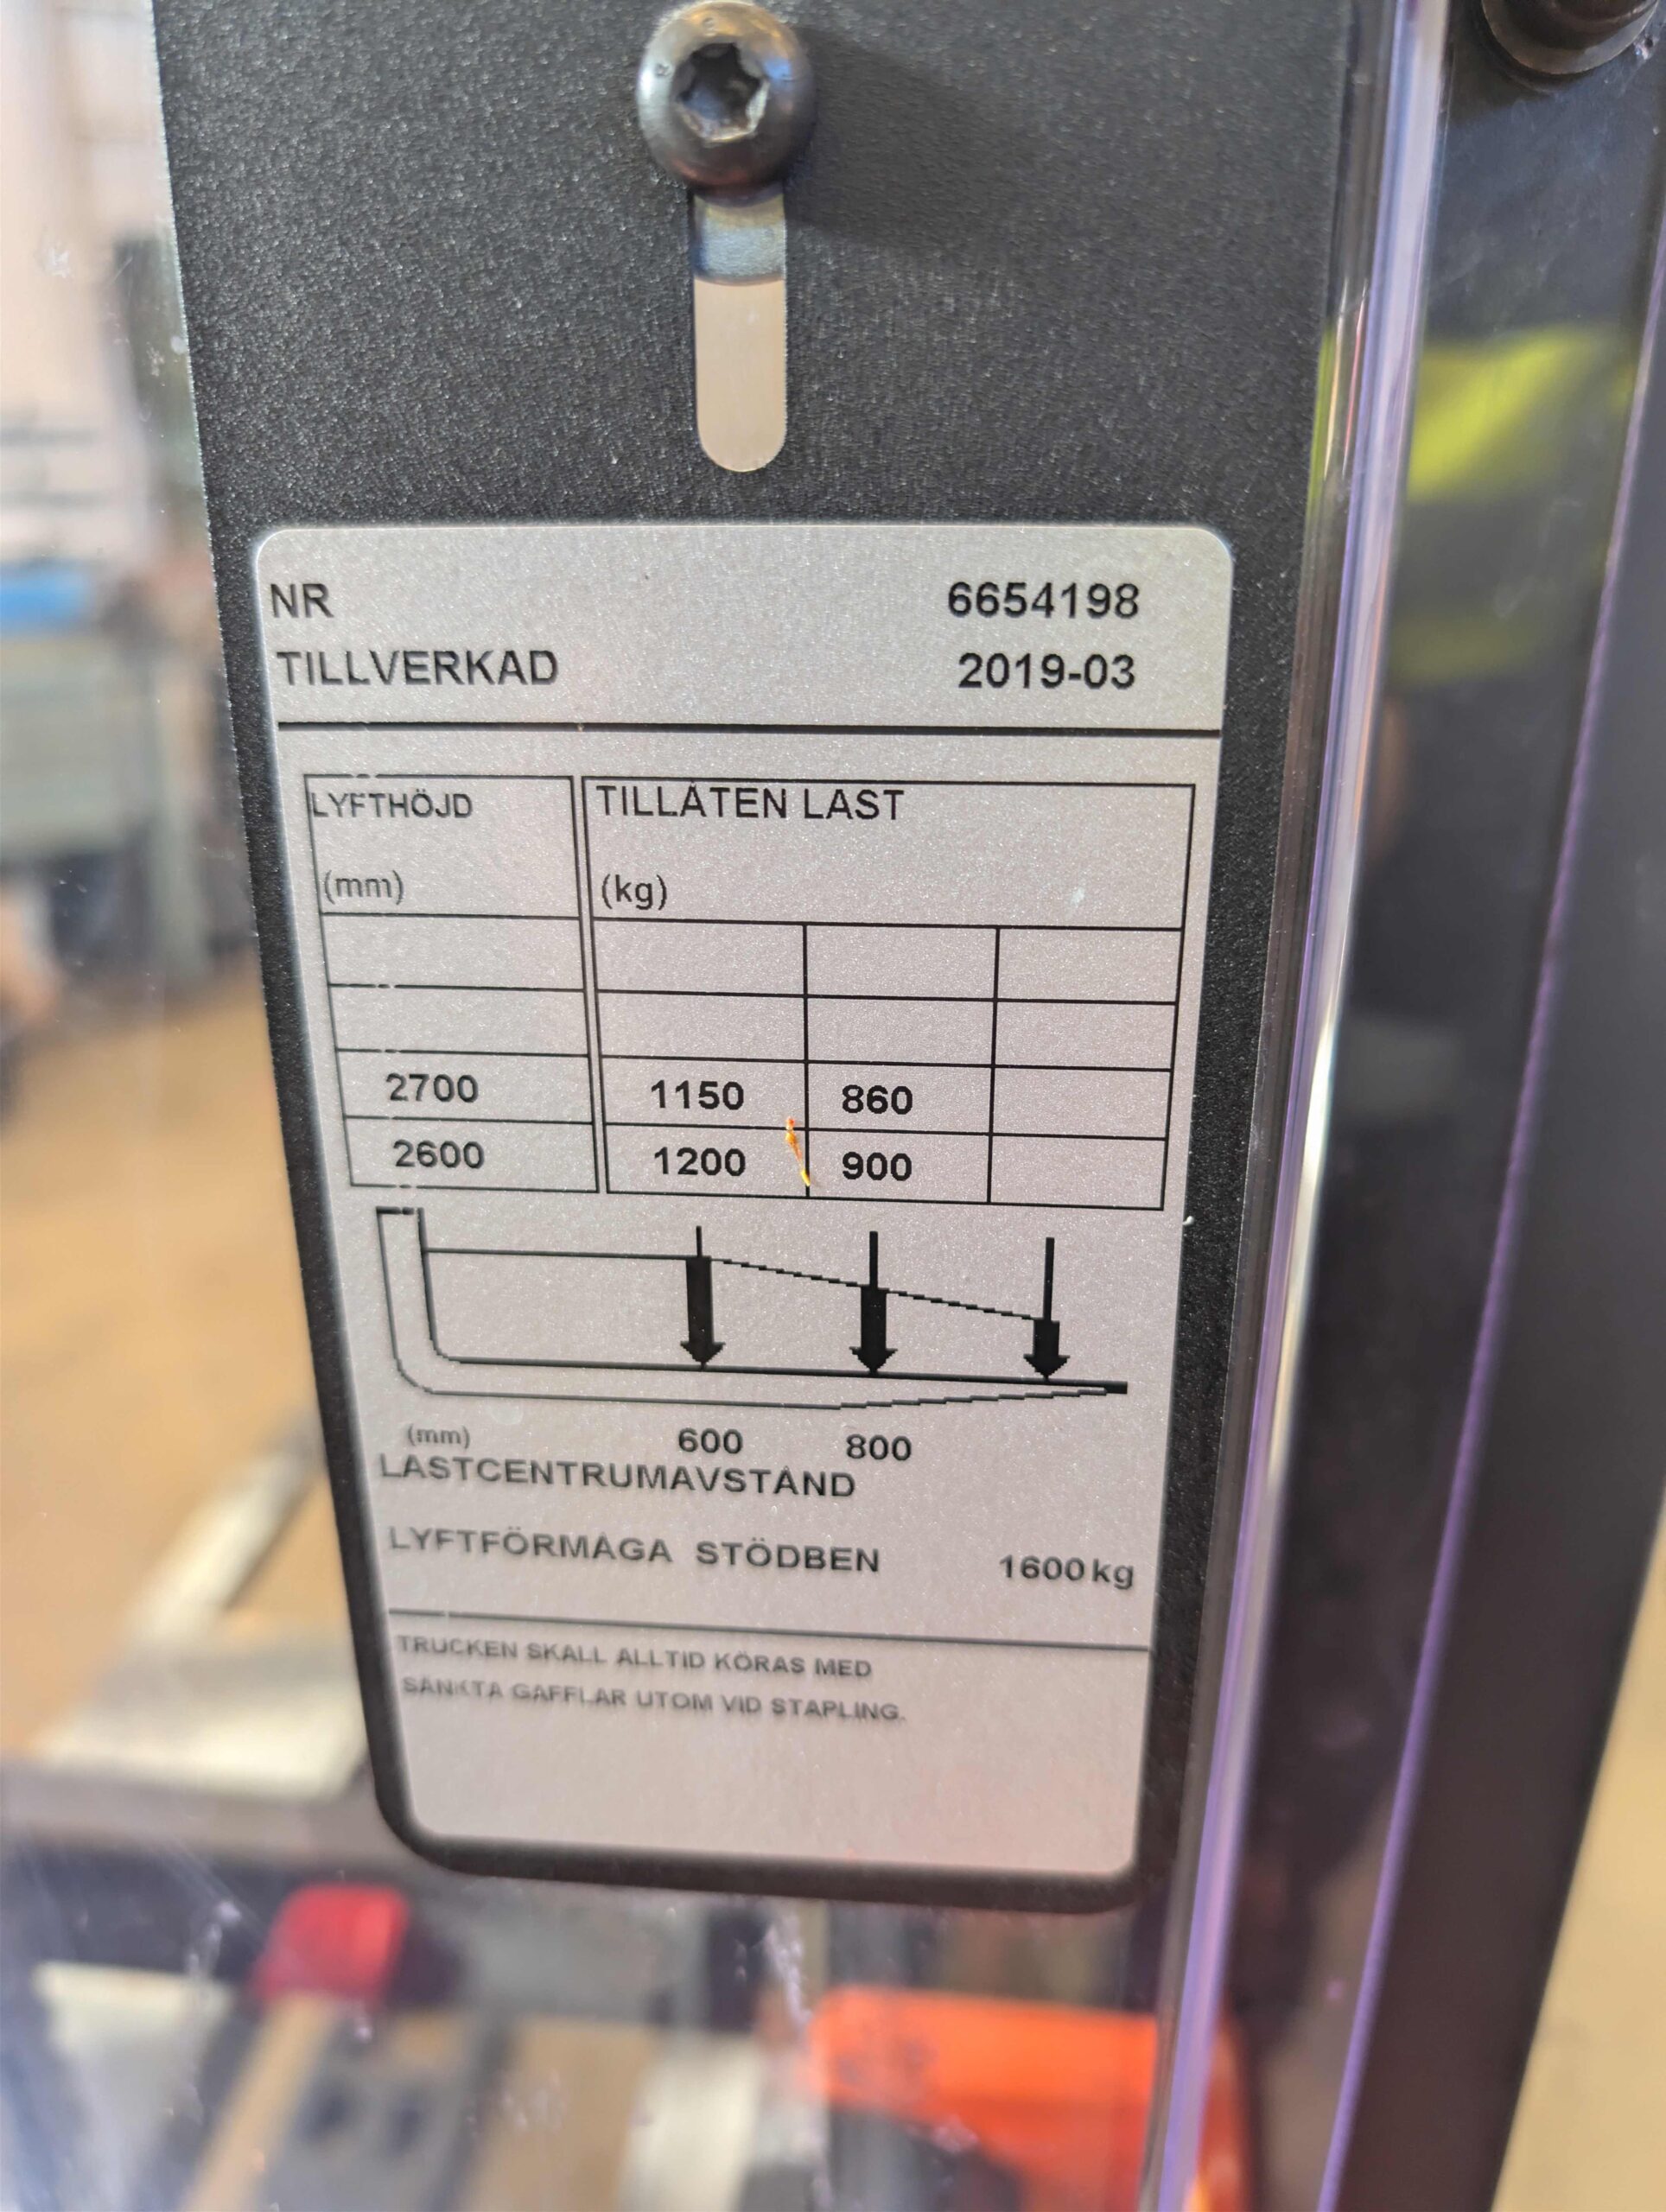 NR 6654198
TILLVERKAD 2019-03
LYFTHÖJD TILLÅTEN LAST
(mm) (kg)
2700 1150 860
2600 1200 900
(mm) 600 800
LASTCENTRUMAVSTÅND
LYFTFÖRMÅGA STÖDBEN 1600 kg
TRUCKEN SKALL ALLTID KÖRAS MED
SÄNKTA GAFFLAR UTOM VID STAPLING.